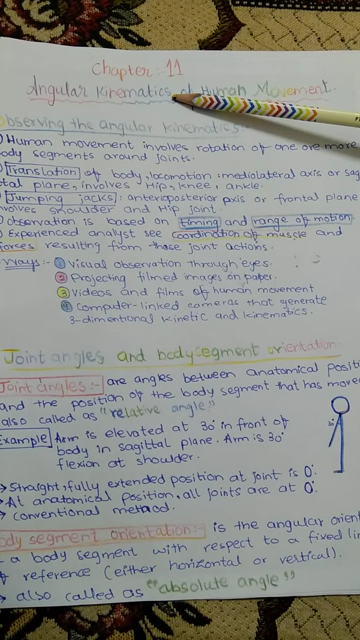 Chapter:- 11
Angular Kinematics of Human Movement.
Observing the angular kinematics:-
Human movement involves rotation of one or more
body segments around joints.
Translation of body, locomotion: mediolateral axis or sag
plane, involves Hip, knee, ankle.
Jumping jacks: anteroposterior axis or frontal plane
shoulder and Hip joint
Observation is based on timing and range of motion
Experienced analyst see coordination of muscle and
forces resulting from those joint actions.
Ways:- ① Visual observation through eyes.
② Projecting filmed images on paper.
③ Videos and films of human movement
④ Computer-linked cameras that generate
3-dimentional kinetic and kinematics.
Joint angles and body segment orientation
Joint angles:- are angles between anatomical positi
and the position of the body segment that has move
also called as "relative angle"
Example Arm is elevated at 30° in front of
body in sagittal plane. Arm is 30°
flexion at shoulder.
30°
→ Straight, fully extended position at joint is 0°.
→ At anatomical position, all joints are at 0°.
→ conventional method.
body segment orientation:- is the angular orient
a body segment with respect to a fixed lin
of reference (either horizontal or vertical).
→ also called as "absolute angle"